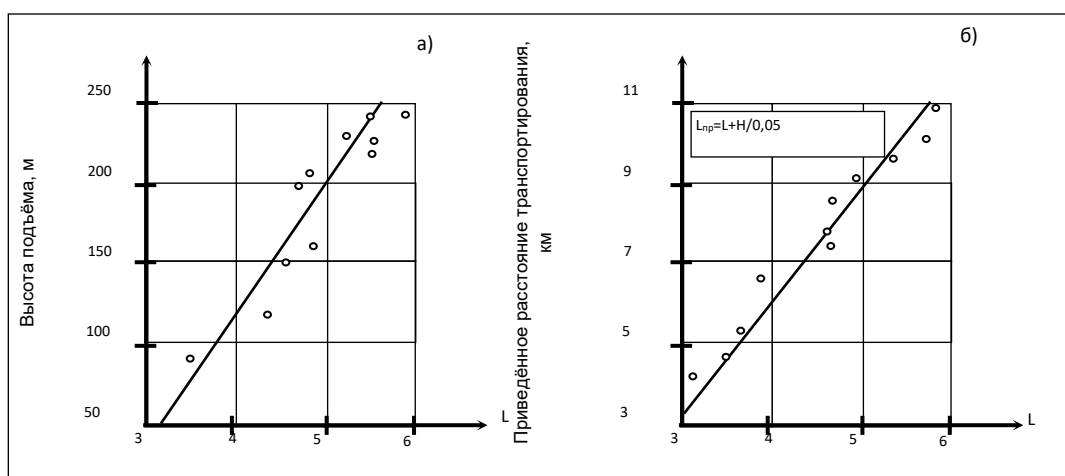 а)
Высота подъёма, м
250
200
150
100
50
3
4
5
6
L
б)
Приведённое расстояние транспортирования,
км
Lпр=L+H/0,05
11
9
7
5
3
3
4
5
6
L